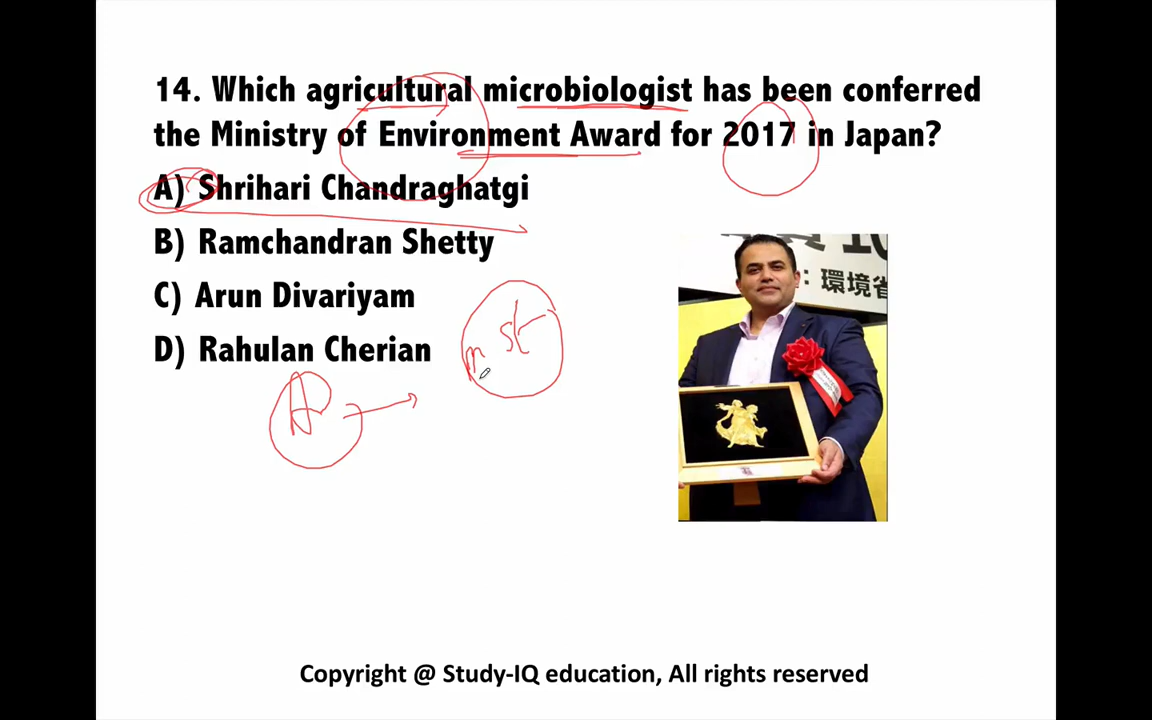 14. Which agricultural microbiologist has been conferred
the Ministry of Environment Award for 2017 in Japan?
A) Shrihari Chandraghatgi
B) Ramchandran Shetty
C) Arun Divariyam
D) Rahulan Cherian
st
m
: 環境省
Copyright @ Study-IQ education, All rights reserved